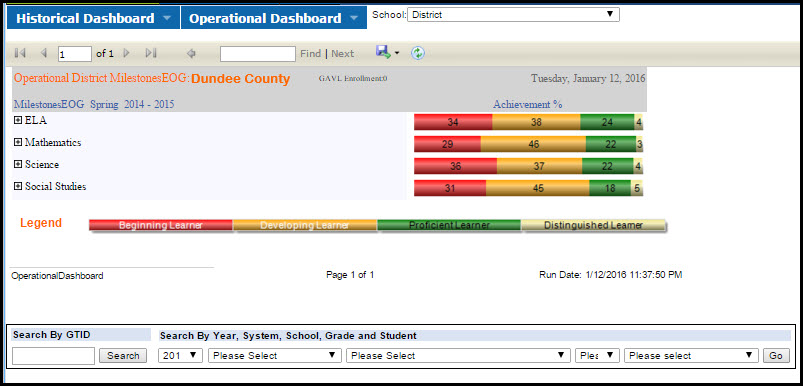 Historical Dashboard Operational Dashboard School: District
1 of 1 Find | Next
Operational District MilestonesEOG:Dundee County GAVL Enrollment:0 Tuesday, January 12, 2016
MilestonesEOG Spring 2014 - 2015 Achievement %
ELA 34 38 24 4
Mathematics 29 46 22 3
Science 36 37 22 4
Social Studies 31 45 18 5
Legend Beginning Learner Developing Learner Proficient Learner Distinguished Learner
OperationalDashboard Page 1 of 1 Run Date: 1/12/2016 11:37:50 PM
Search By GTID Search By Year, System, School, Grade and Student
Search 201 Please Select Please Select Plea Please select Go